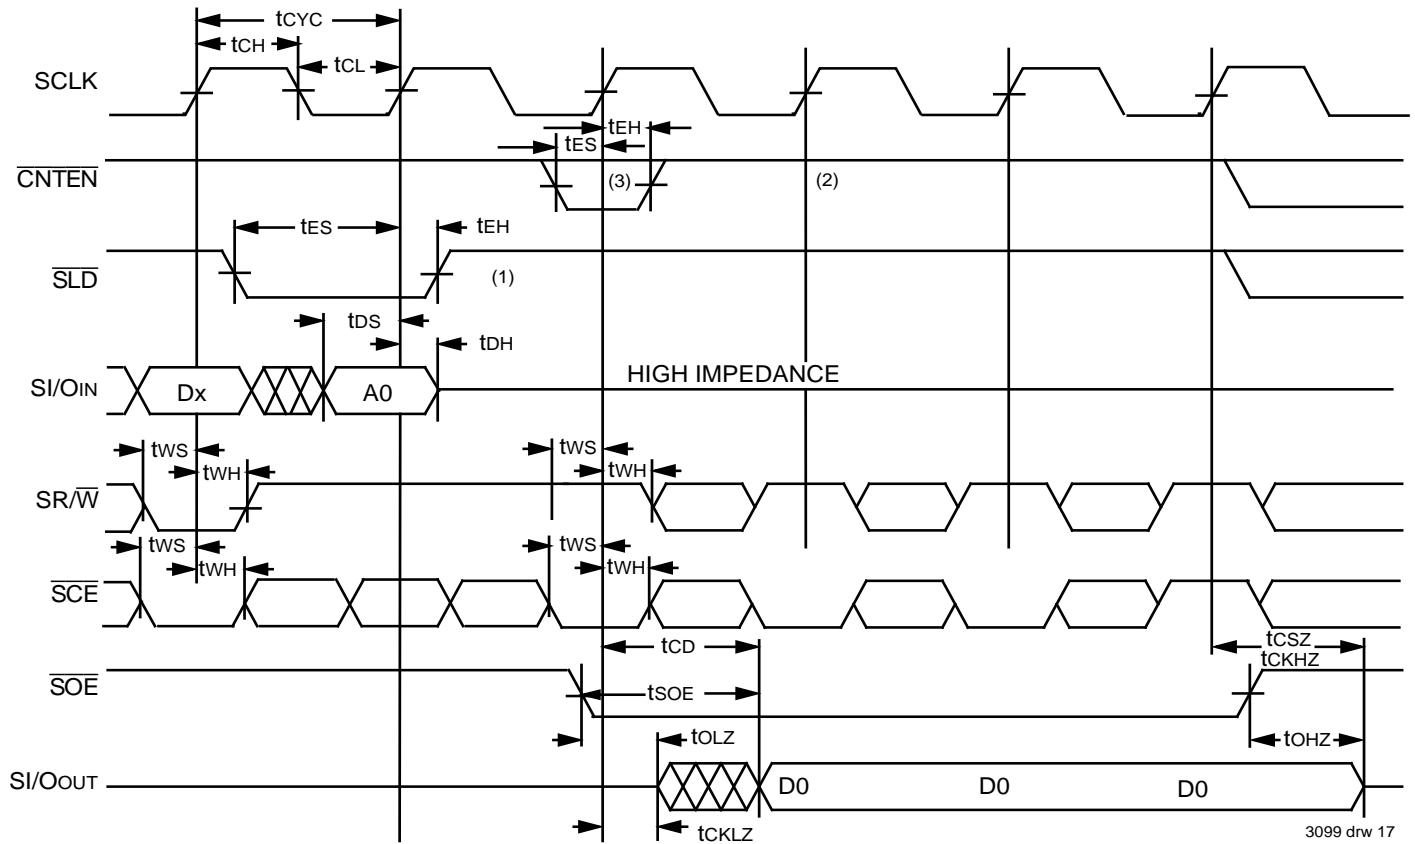 tCYC
tCH
tCL
SCLK
tEH
tES
CNTEN
(3)
(2)
tES
tEH
SLD
(1)
tDS
tDH
SI/OIN
Dx
A0
HIGH IMPEDANCE
tWS
tWH
tWS
tWH
SR/W
tWS
tWH
tWS
tWH
SCE
tCD
tCSZ
tCKHZ
SOE
tSOE
tOLZ
tOHZ
SI/OOUT
D0
D0
D0
tCKLZ
3099 drw 17